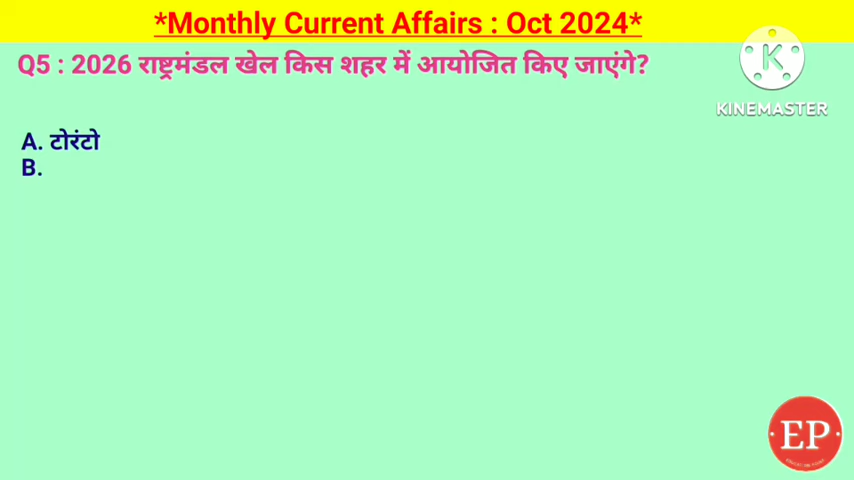 *Monthly Current Affairs : Oct 2024*
Q5 : 2026 राष्ट्रमंडल खेल किस शहर में आयोजित किए जाएंगे?
KINEMASTER
A. टोरंटो
B.
EP